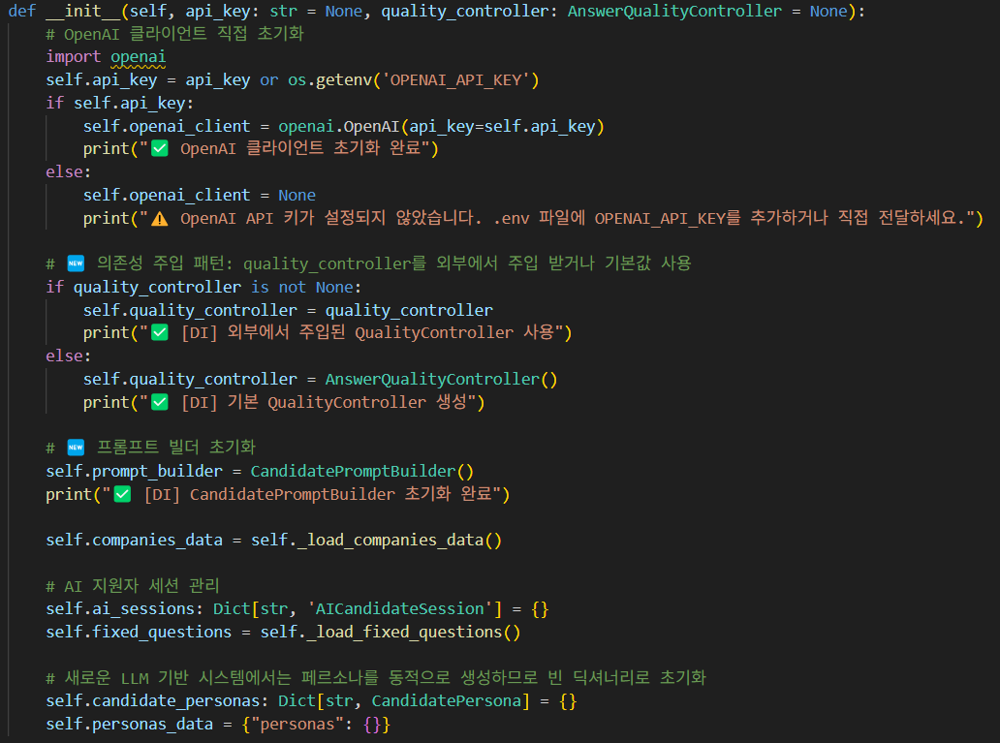 def __init__(self, api_key: str = None, quality_controller: AnswerQualityController = None):
    # OpenAI 클라이언트 직접 초기화
    import openai
    self.api_key = api_key or os.getenv('OPENAI_API_KEY')
    if self.api_key:
        self.openai_client = openai.OpenAI(api_key=self.api_key)
        print("✅ OpenAI 클라이언트 초기화 완료")
    else:
        self.openai_client = None
        print("⚠️ OpenAI API 키가 설정되지 않았습니다. .env 파일에 OPENAI_API_KEY를 추가하거나 직접 전달하세요.")

    # 🆕 의존성 주입 패턴: quality_controller를 외부에서 주입 받거나 기본값 사용
    if quality_controller is not None:
        self.quality_controller = quality_controller
        print("✅ [DI] 외부에서 주입된 QualityController 사용")
    else:
        self.quality_controller = AnswerQualityController()
        print("✅ [DI] 기본 QualityController 생성")

    # 🆕 프롬프트 빌더 초기화
    self.prompt_builder = CandidatePromptBuilder()
    print("✅ [DI] CandidatePromptBuilder 초기화 완료")

    self.companies_data = self._load_companies_data()

    # AI 지원자 세션 관리
    self.ai_sessions: Dict[str, 'AICandidateSession'] = {}
    self.fixed_questions = self._load_fixed_questions()

    # 새로운 LLM 기반 시스템에서는 페르소나를 동적으로 생성하므로 빈 딕셔너리로 초기화
    self.candidate_personas: Dict[str, CandidatePersona] = {}
    self.personas_data = {"personas": {}}